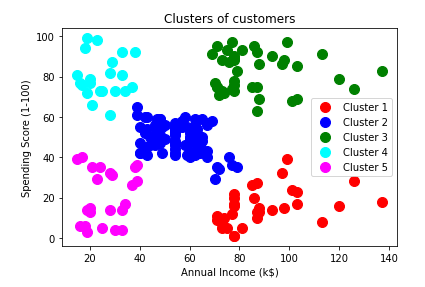 Clusters of customers
Spending Score (1-100)
100
80
60
40
20
0
Cluster 1
Cluster 2
Cluster 3
Cluster 4
Cluster 5
20
40
60
80
100
120
140
Annual Income (k$)